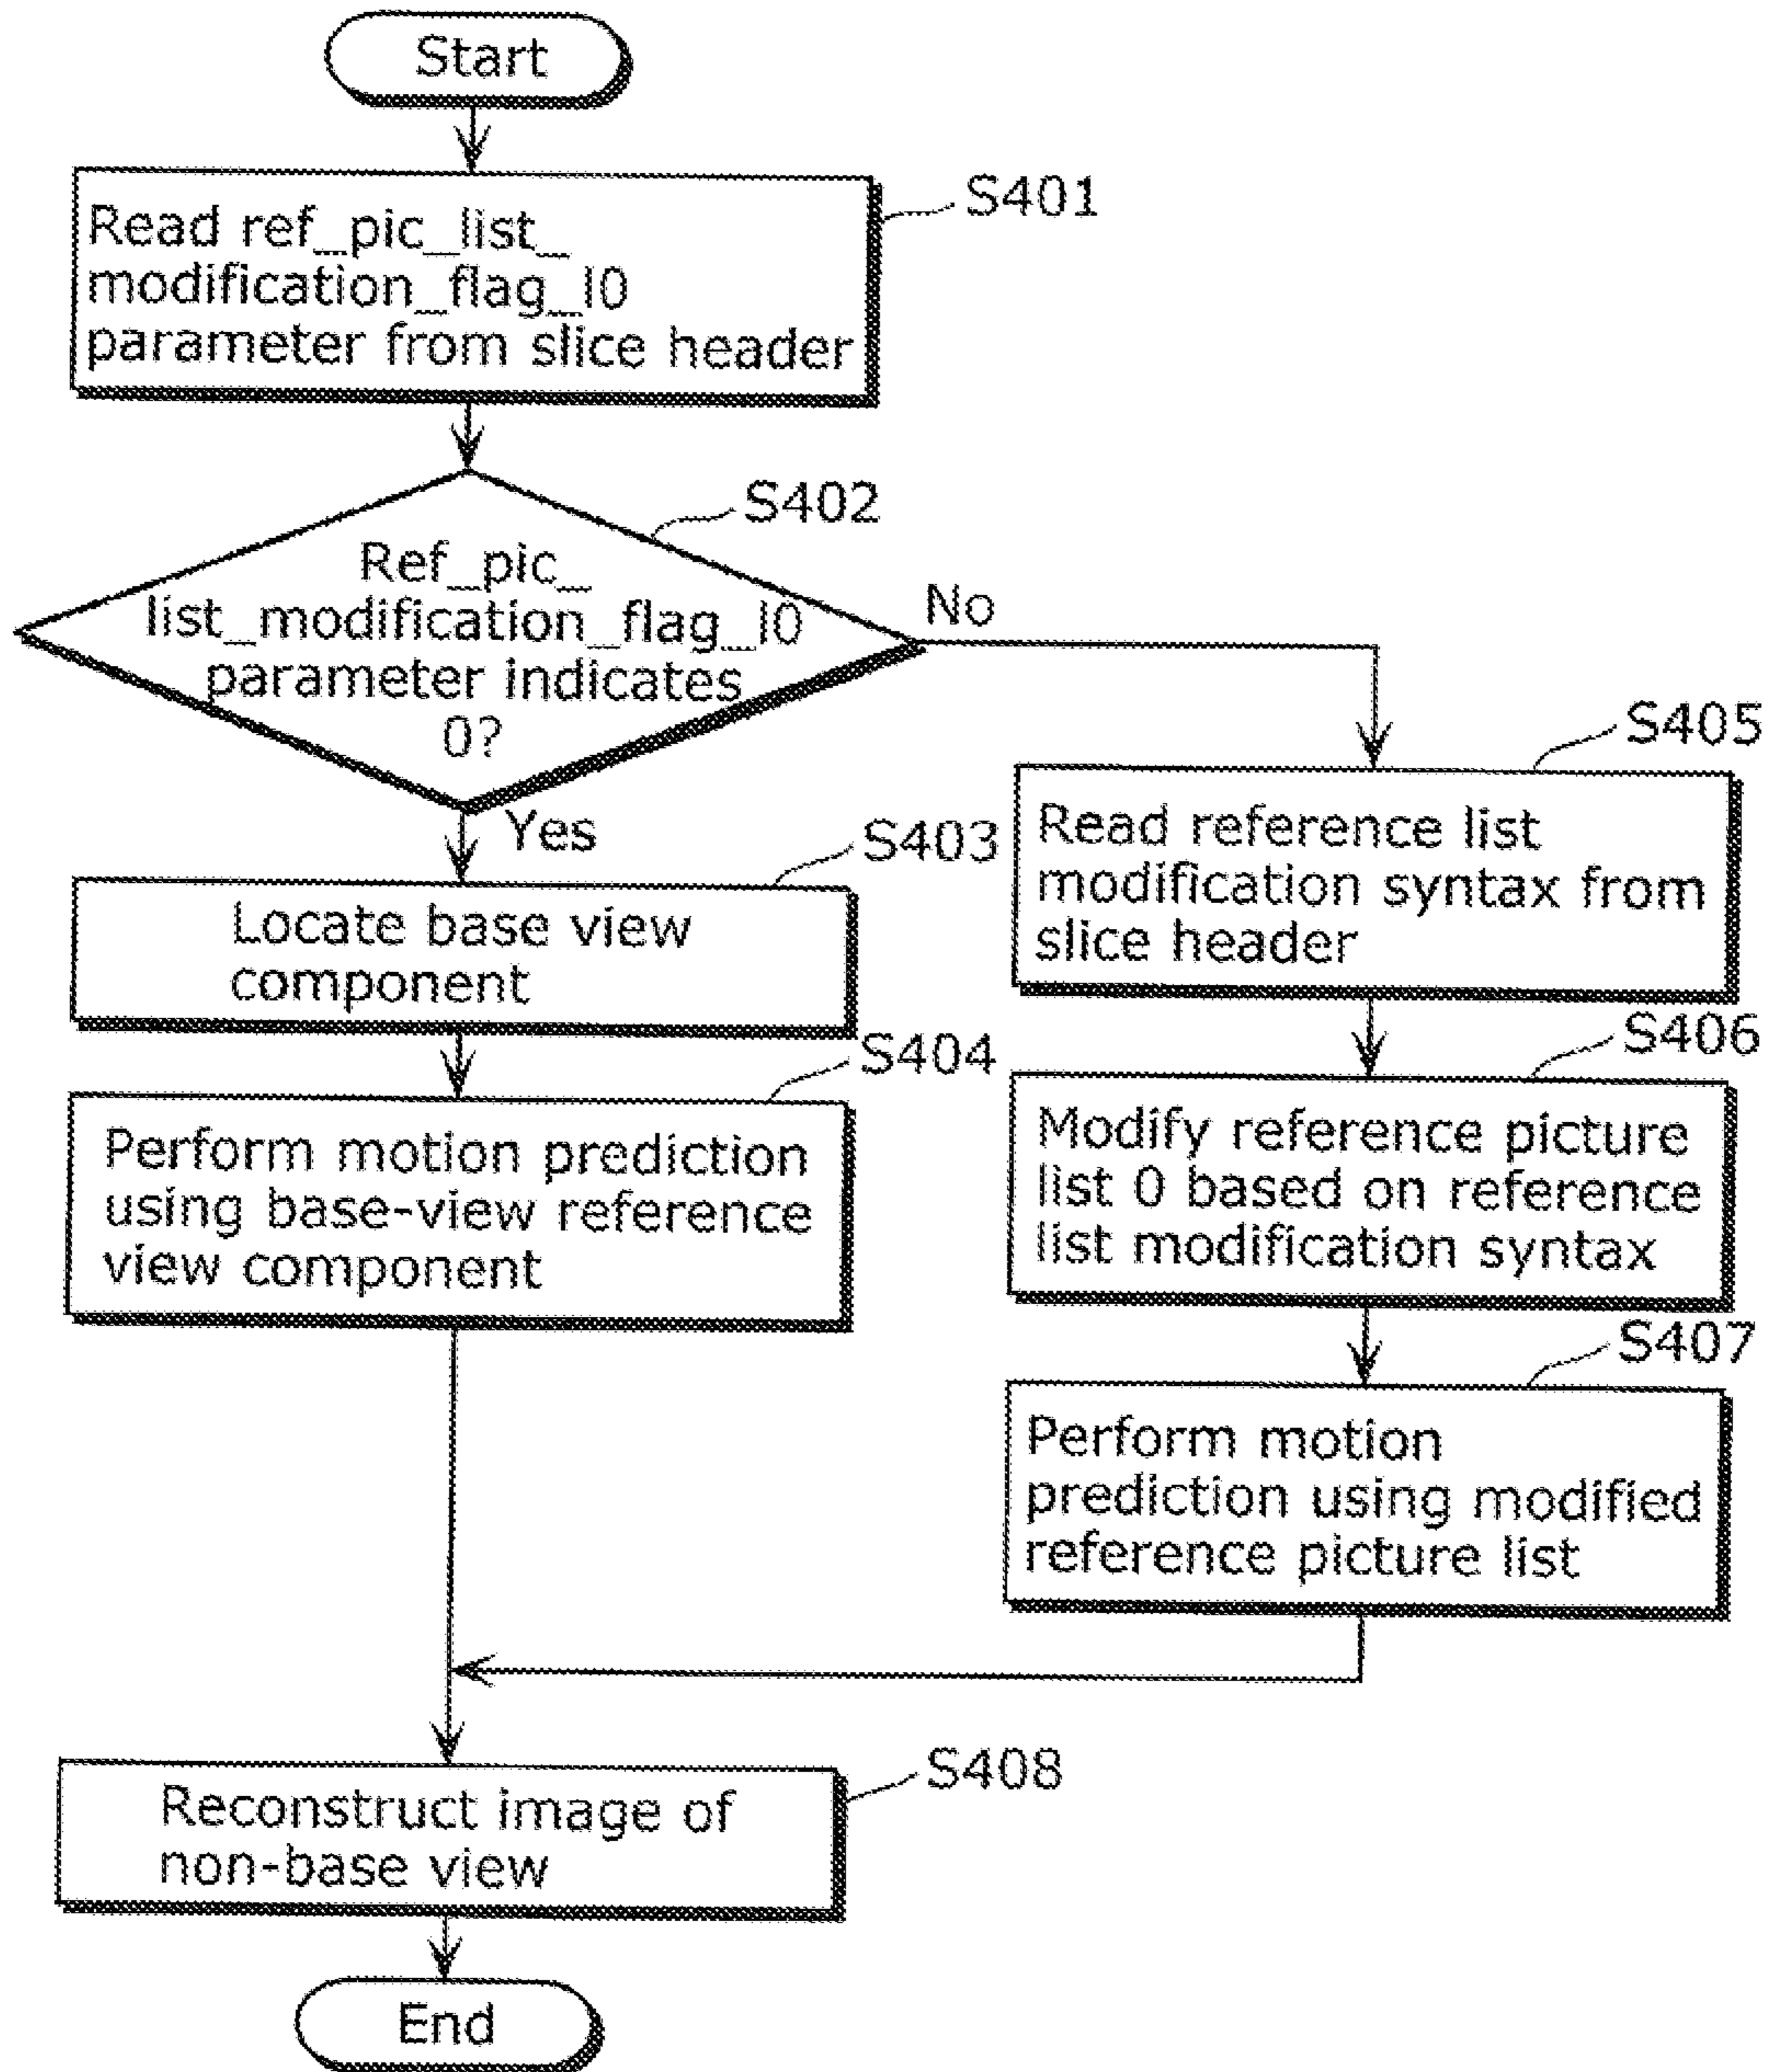 Start
S401
Read ref_pic_list_
modification_flag_l0
parameter from slice header
S402
Ref_pic_
list_modification_flag_l0
parameter indicates
0?
No
Yes
S403
Locate base view
component
S404
Perform motion prediction
using base-view reference
view component
S405
Read reference list
modification syntax from
slice header
S406
Modify reference picture
list 0 based on reference
list modification syntax
S407
Perform motion
prediction using modified
reference picture list
S408
Reconstruct image of
non-base view
End